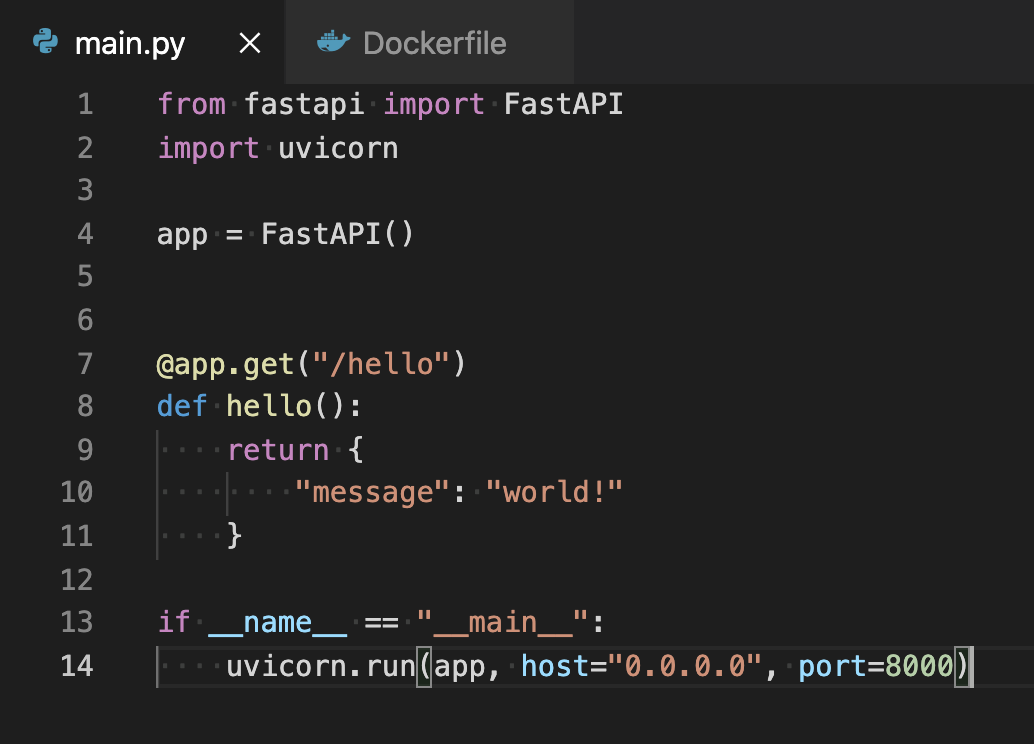 main.py Dockerfile
1 from fastapi import FastAPI
2 import uvicorn
3
4 app = FastAPI()
5
6
7 @app.get("/hello")
8 def hello():
9     return {
10         "message": "world!"
11     }
12
13 if __name__ == "__main__":
14     uvicorn.run(app, host="0.0.0.0", port=8000)